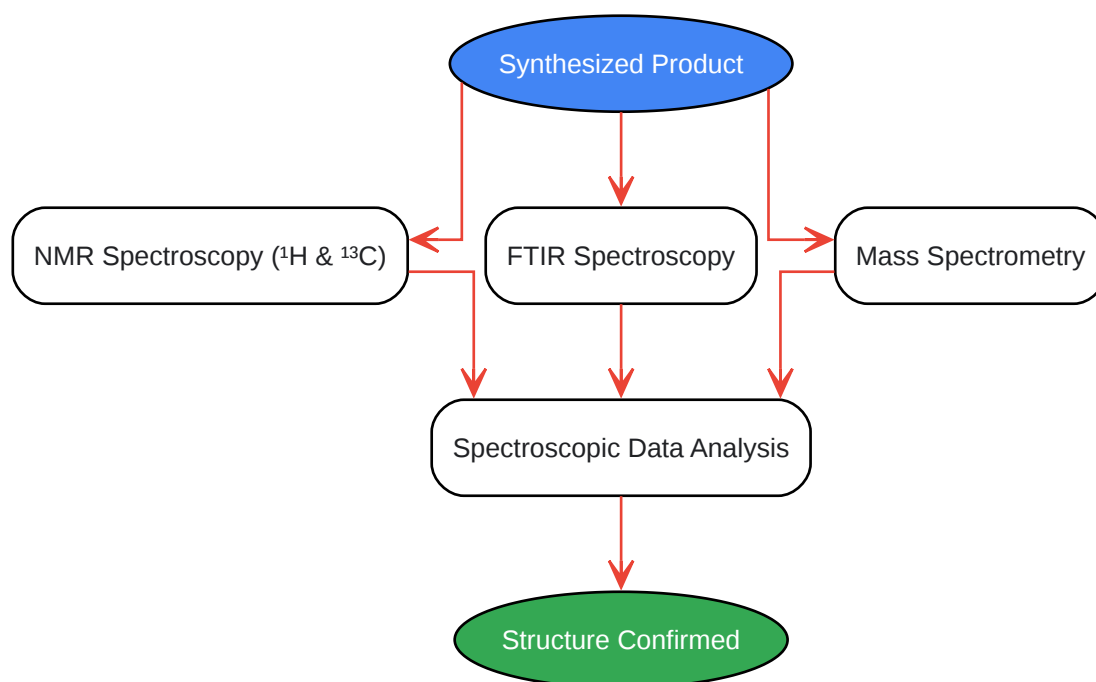 Synthesized Product
NMR Spectroscopy (¹H & ¹³C)
FTIR Spectroscopy
Mass Spectrometry
Spectroscopic Data Analysis
Structure Confirmed